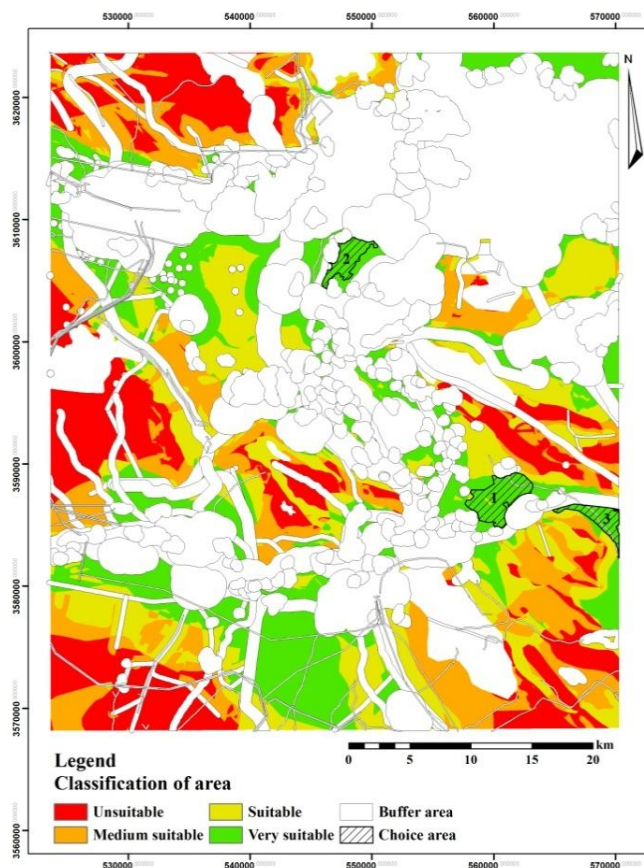 530000 540000 550000 560000 570000
N
3620000
3610000
3600000
3590000
3580000
3570000
3560000
2
1
3
Legend
Classification of area
0 5 10 15 20
km
Unsuitable Suitable Buffer area
Medium suitable Very suitable Choice area
530000 540000 550000 560000 570000